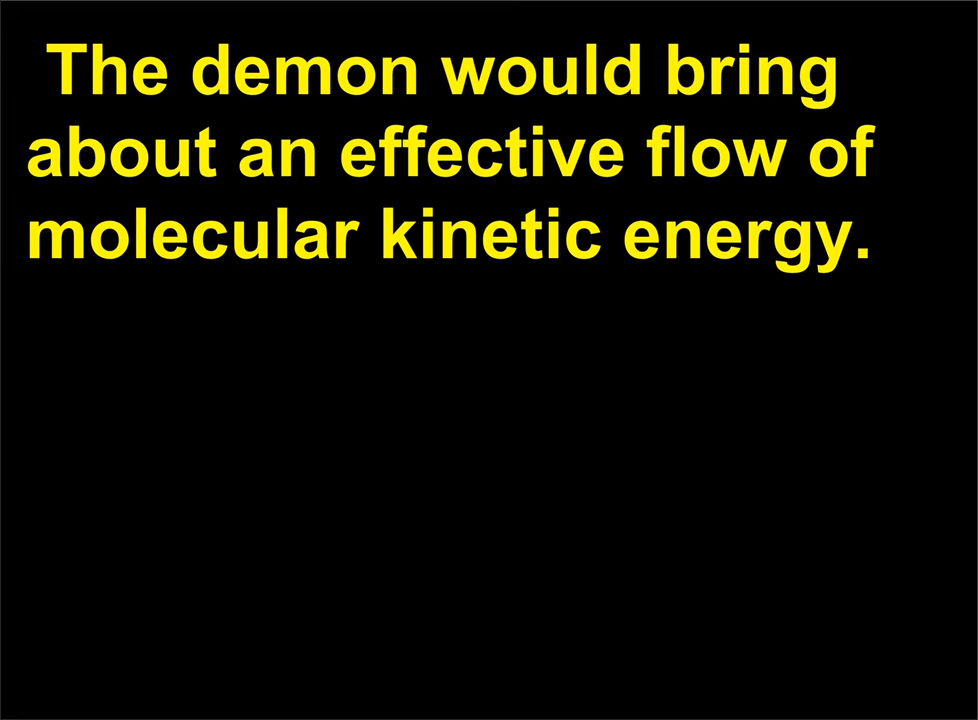 The demon would bring
about an effective flow of
molecular kinetic energy.